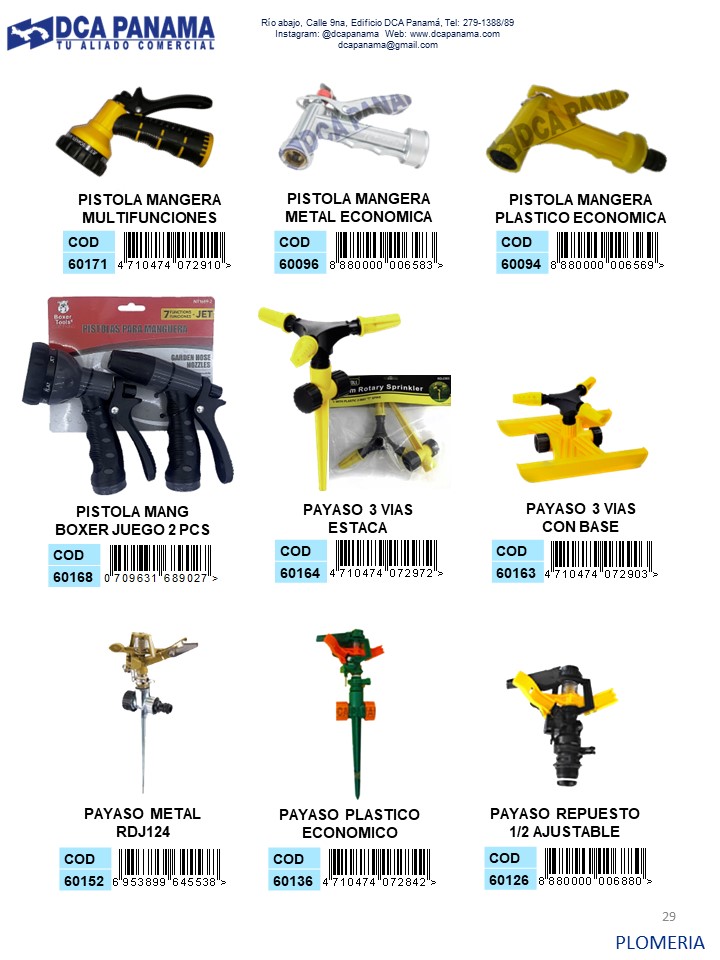 DCA PANAMA
TU ALIADO COMERCIAL
Río abajo, Calle 9na, Edificio DCA Panamá, Tel: 279-1388/89
Instagram: @dcapanama Web: www.dcapanama.com
dcapanama@gmail.com
DCA PANAMA
DCA PANAMA
PISTOLA MANGERA
MULTIFUNCIONES
COD
60171
4 710474 072910 >
PISTOLA MANGERA
METAL ECONOMICA
COD
60096
8 880000 006583 >
PISTOLA MANGERA
PLASTICO ECONOMICA
COD
60094
8 880000 006569 >
Boxer
Tools
7 FUNCTIONS
FUNCIONES
JET
PISTOLAS PARA MANGUERA
GARDEN HOSE
NOZZLES
m Rotary Sprinkler
PISTOLA MANG
BOXER JUEGO 2 PCS
COD
60168
0 709631 689027 >
PAYASO 3 VIAS
ESTACA
COD
60164
4 710474 072972 >
PAYASO 3 VIAS
CON BASE
COD
60163
4 710474 072903 >
PAYASO METAL
RDJ124
COD
60152
6 953899 645538 >
PAYASO PLASTICO
ECONOMICO
COD
60136
4 710474 072842 >
PAYASO REPUESTO
1/2 AJUSTABLE
COD
60126
8 880000 006880 >
29
PLOMERIA